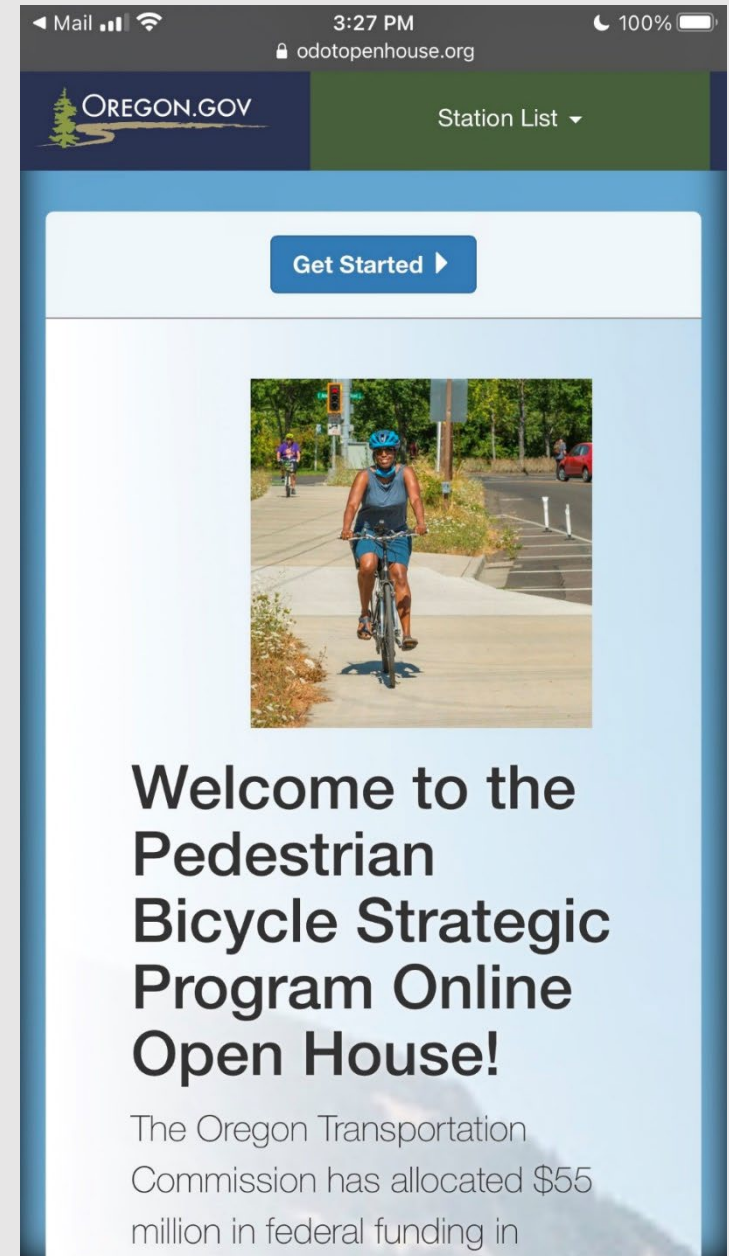 Mail 3:27 PM 100%
odotopenhouse.org
OREGON.GOV Station List
Get Started
Welcome to the
Pedestrian
Bicycle Strategic
Program Online
Open House!
The Oregon Transportation
Commission has allocated $55
million in federal funding in